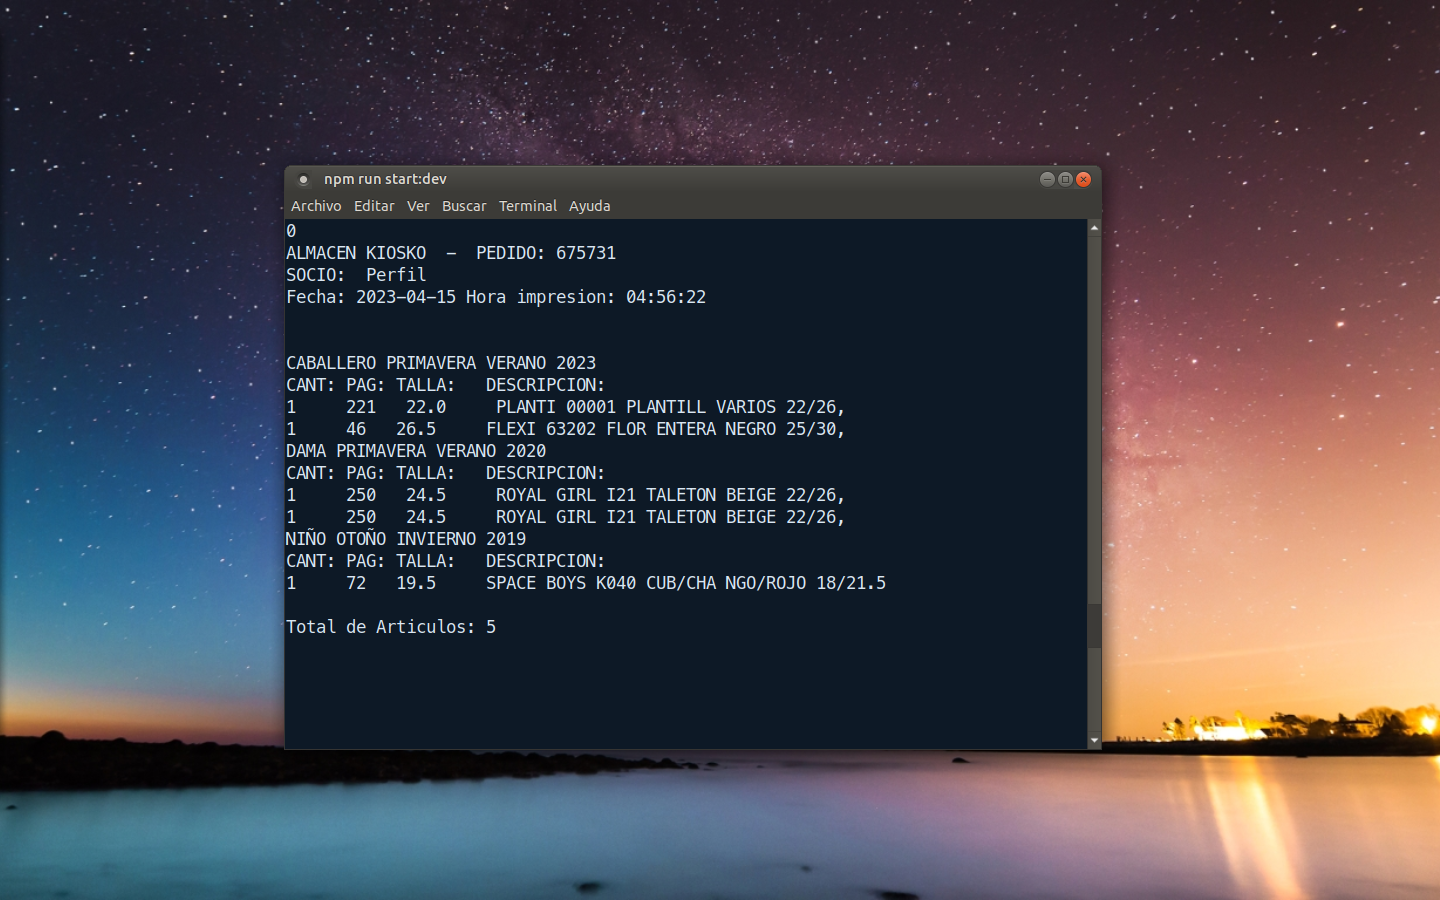 npm run start:dev
Archivo Editar Ver Buscar Terminal Ayuda
0
ALMACEN KIOSKO  –  PEDIDO: 675731
SOCIO:  Perfil
Fecha: 2023-04-15 Hora impresion: 04:56:22
CABALLERO PRIMAVERA VERANO 2023
CANT: PAG: TALLA:   DESCRIPCION:
1     221   22.0     PLANTI 00001 PLANTILL VARIOS 22/26,
1     46   26.5     FLEXI 63202 FLOR ENTERA NEGRO 25/30,
DAMA PRIMAVERA VERANO 2020
CANT: PAG: TALLA:   DESCRIPCION:
1     250   24.5     ROYAL GIRL I21 TALETON BEIGE 22/26,
1     250   24.5     ROYAL GIRL I21 TALETON BEIGE 22/26,
NIÑO OTOÑO INVIERNO 2019
CANT: PAG: TALLA:   DESCRIPCION:
1     72   19.5     SPACE BOYS K040 CUB/CHA NGO/ROJO 18/21.5
Total de Articulos: 5